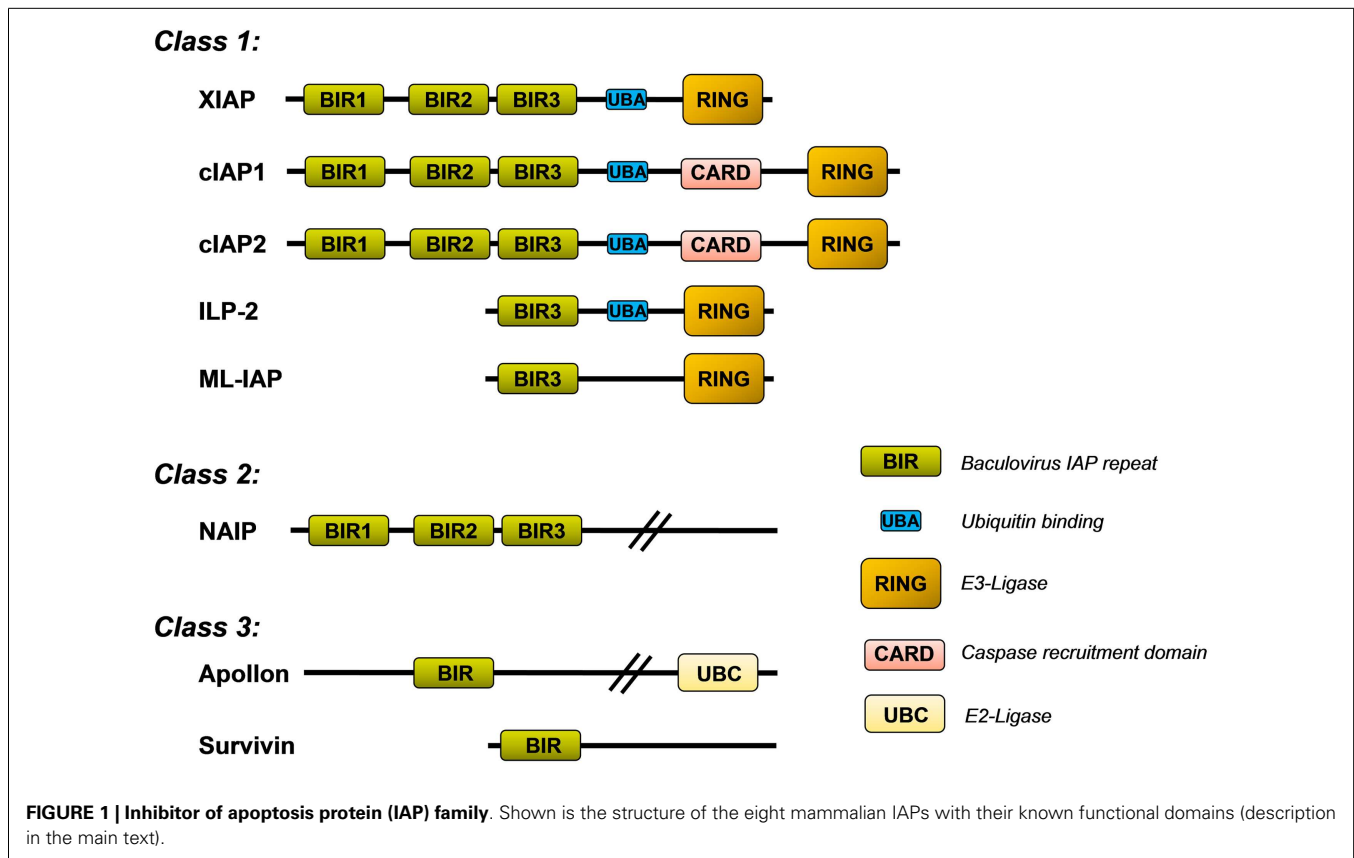 Class 1:
XIAP BIR1 BIR2 BIR3 UBA RING
cIAP1 BIR1 BIR2 BIR3 UBA CARD RING
cIAP2 BIR1 BIR2 BIR3 UBA CARD RING
ILP-2 BIR3 UBA RING
ML-IAP BIR3 RING
Class 2:
NAIP BIR1 BIR2 BIR3
Class 3:
Apollon BIR UBC
Survivin BIR
BIR Baculovirus IAP repeat
UBA Ubiquitin binding
RING E3-Ligase
CARD Caspase recruitment domain
UBC E2-Ligase
FIGURE 1 | Inhibitor of apoptosis protein (IAP) family. Shown is the structure of the eight mammalian IAPs with their known functional domains (description
in the main text).